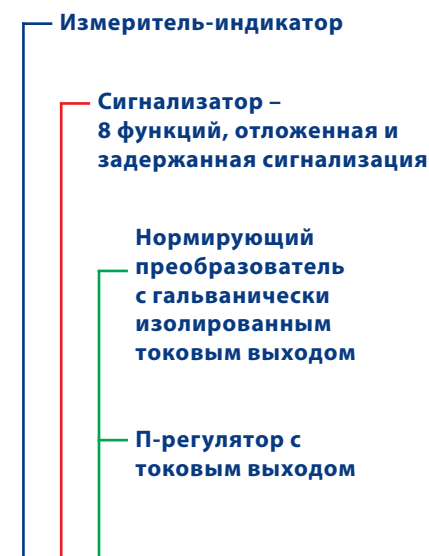 Измеритель-индикатор
Сигнализатор –
8 функций, отложенная и
задержанная сигнализация
Нормирующий
преобразователь
с гальванически
изолированным
токовым выходом
П-регулятор с
токовым выходом